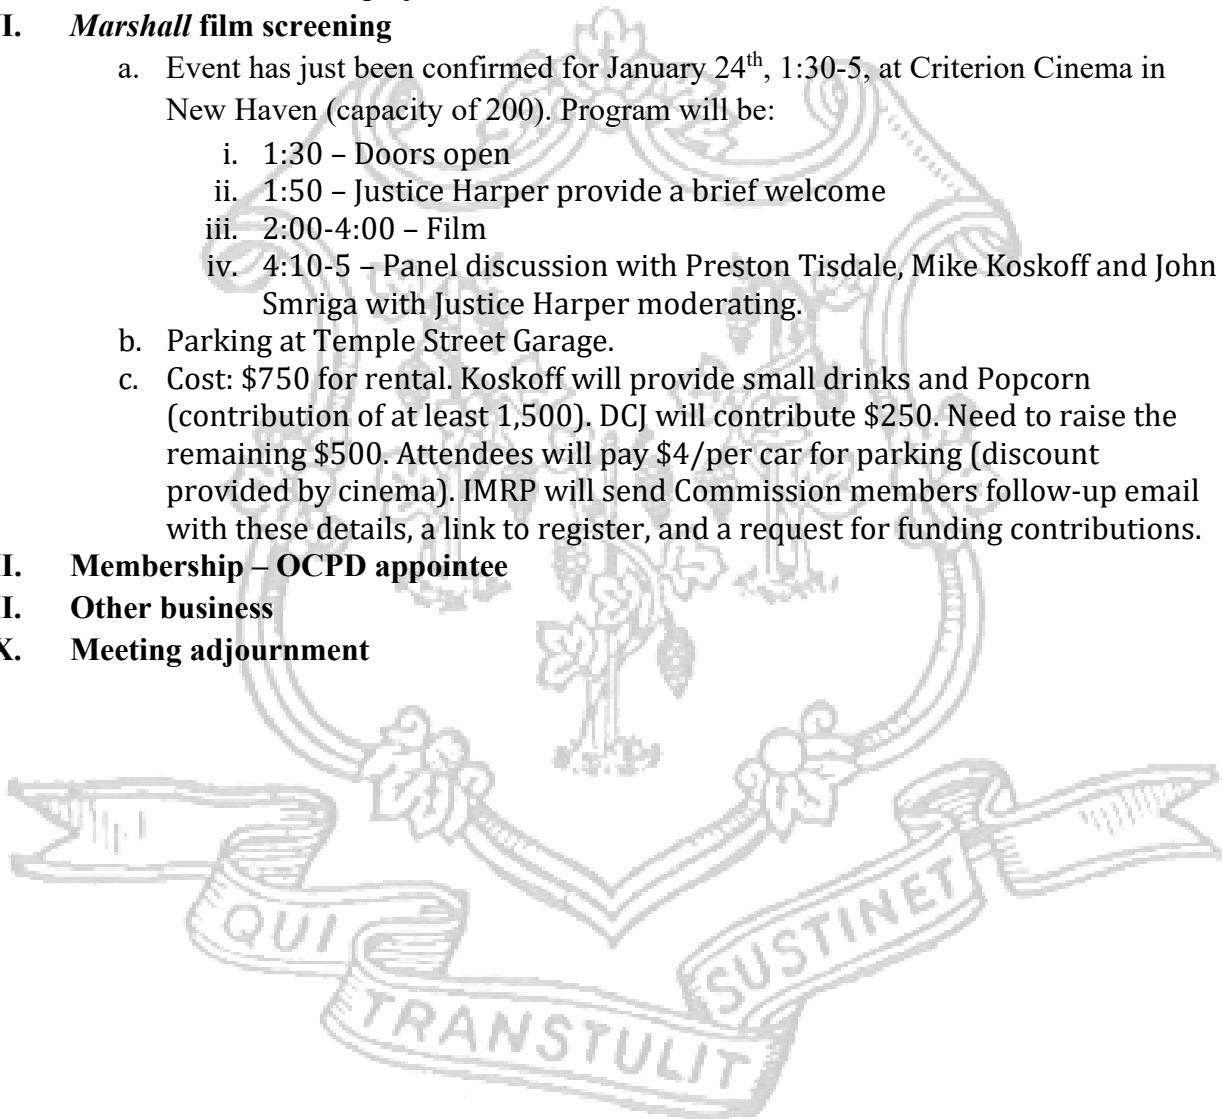 I. Marshall film screening
a. Event has just been confirmed for January 24th, 1:30-5, at Criterion Cinema in
New Haven (capacity of 200). Program will be:
i. 1:30 – Doors open
ii. 1:50 – Justice Harper provide a brief welcome
iii. 2:00-4:00 – Film
iv. 4:10-5 – Panel discussion with Preston Tisdale, Mike Koskoff and John
Smriga with Justice Harper moderating.
b. Parking at Temple Street Garage.
c. Cost: $750 for rental. Koskoff will provide small drinks and Popcorn
(contribution of at least 1,500). DCJ will contribute $250. Need to raise the
remaining $500. Attendees will pay $4/per car for parking (discount
provided by cinema). IMRP will send Commission members follow-up email
with these details, a link to register, and a request for funding contributions.
I. Membership – OCPD appointee
I. Other business
X. Meeting adjournment
QUI
TRANSTULIT
SUSTINET